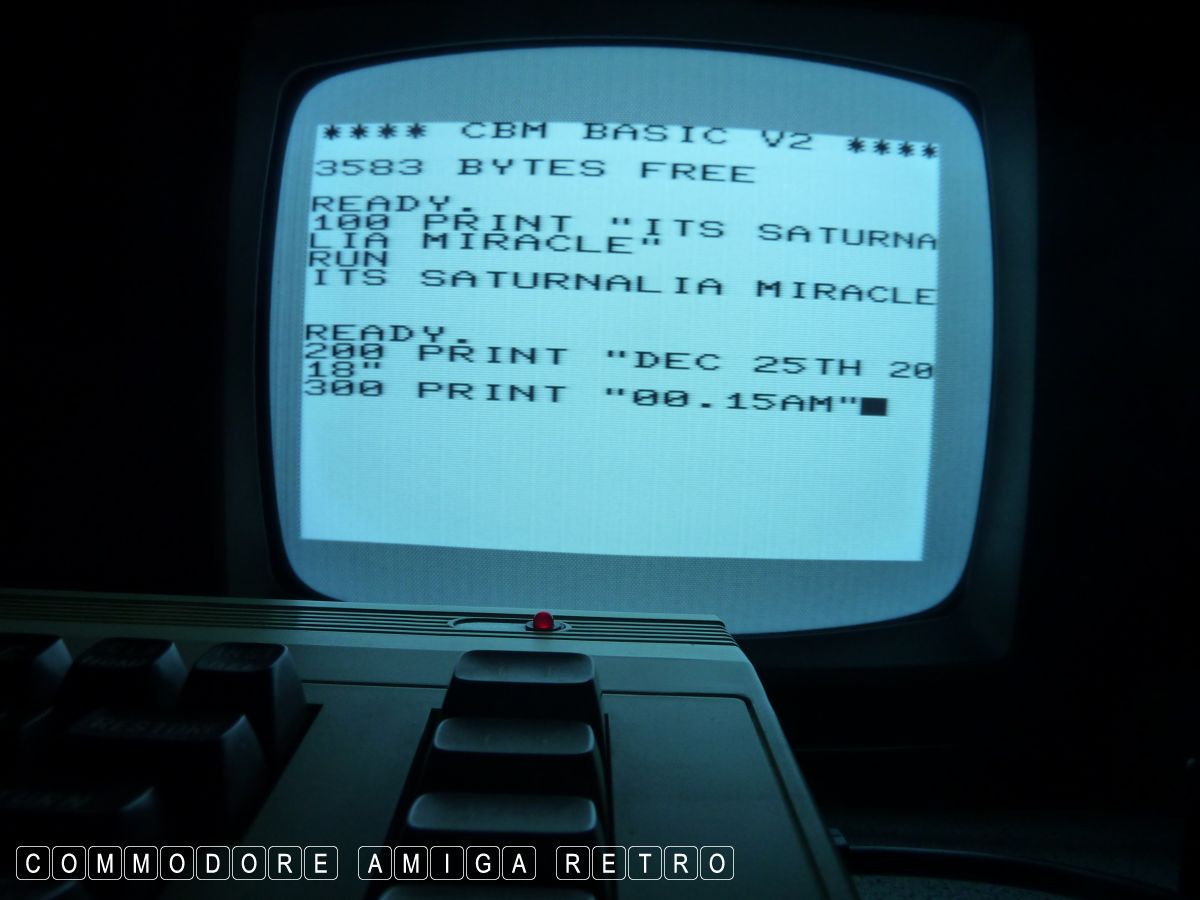 **** CBM BASIC V2 ****
3583 BYTES FREE
READY.
100 PRINT "ITS SATURNA
LIA MIRACLE"
RUN
ITS SATURNALIA MIRACLE
READY.
200 PRINT "DEC 25TH 20
18"
300 PRINT "00.15AM"
RESTORE
COMMODORE AMIGA RETRO